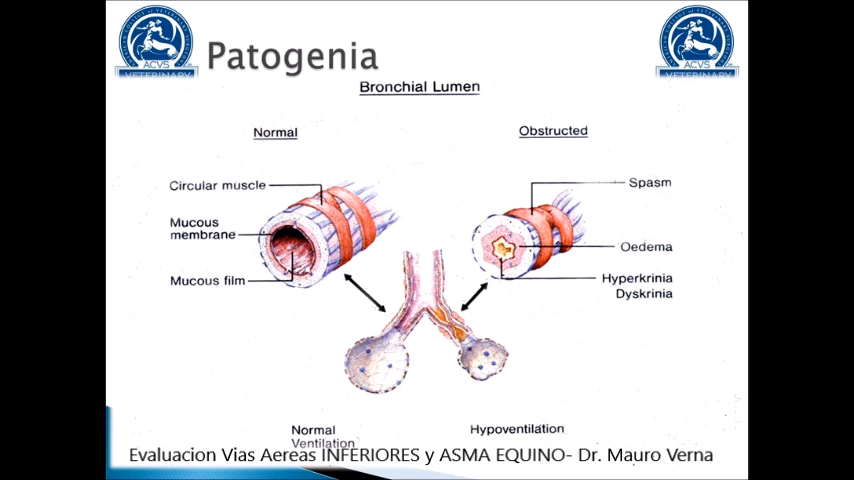 Patogenia
ACVS
VETERINARY
ACVS
VETERINARY
Bronchial Lumen
Normal
Obstructed
Circular muscle
Mucous
membrane
Mucous film
Spasm
Oedema
Hyperkrinia
Dyskrinia
Normal
Ventilation
Hypoventilation
Evaluacion Vias Aereas INFERIORES y ASMA EQUINO- Dr. Mauro Verna